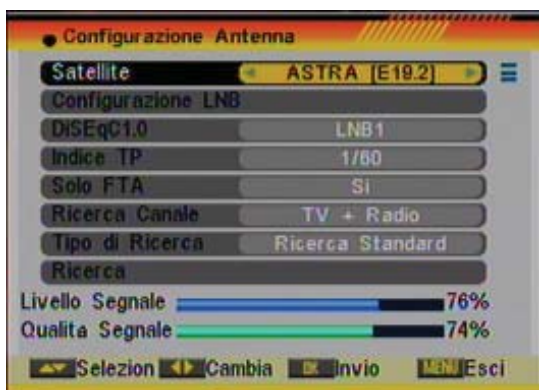 Configurazione Antenna
Satellite ASTRA [E19.2]
Configurazione LNB
DiSEqC1.0 LNB1
Indice TP 1/60
Solo FTA Si
Ricerca Canale TV + Radio
Tipo di Ricerca Ricerca Standard
Ricerca
Livello Segnale 76%
Qualita Segnale 74%
Selezion Cambia OK Invio MENU Esci